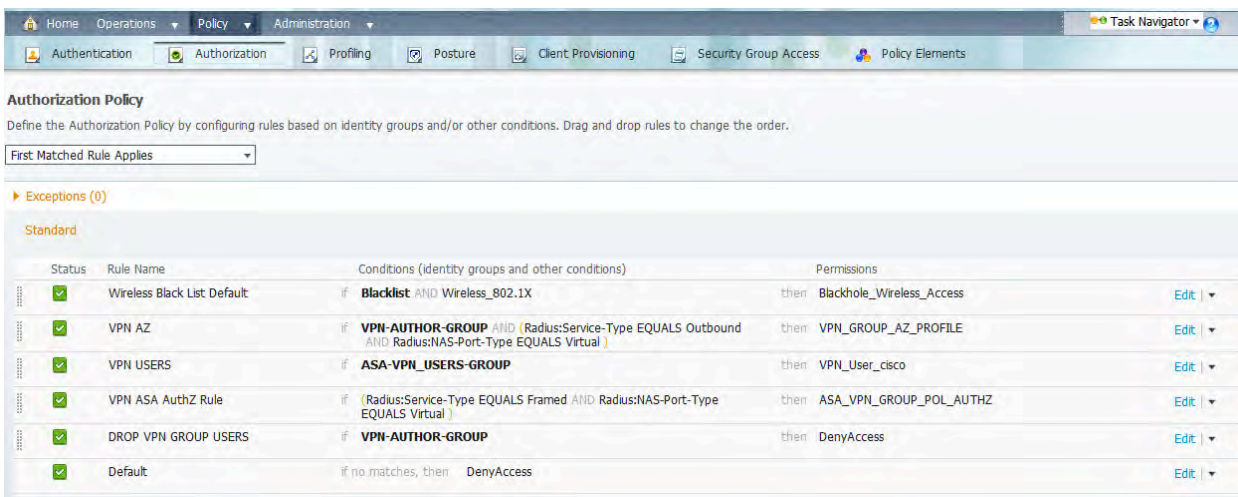 Home Operations Policy Administration Task Navigator
Authentication Authorization Profiling Posture Client Provisioning Security Group Access Policy Elements
Authorization Policy
Define the Authorization Policy by configuring rules based on identity groups and/or other conditions. Drag and drop rules to change the order.
First Matched Rule Applies
Exceptions (0)
Standard
Status Rule Name Conditions (identity groups and other conditions) Permissions
Wireless Black List Default if Blacklist AND Wireless_802.1X then Blackhole_Wireless_Access Edit |
VPN AZ if VPN-AUTHOR-GROUP AND (Radius:Service-Type EQUALS Outbound then VPN_GROUP_AZ_PROFILE Edit |
AND Radius:NAS-Port-Type EQUALS Virtual )
VPN USERS if ASA-VPN_USERS-GROUP then VPN_User_cisco Edit |
VPN ASA AuthZ Rule if (Radius:Service-Type EQUALS Framed AND Radius:NAS-Port-Type then ASA_VPN_GROUP_POL_AUTHZ Edit |
EQUALS Virtual )
DROP VPN GROUP USERS if VPN-AUTHOR-GROUP then DenyAccess Edit |
Default if no matches, then DenyAccess Edit |